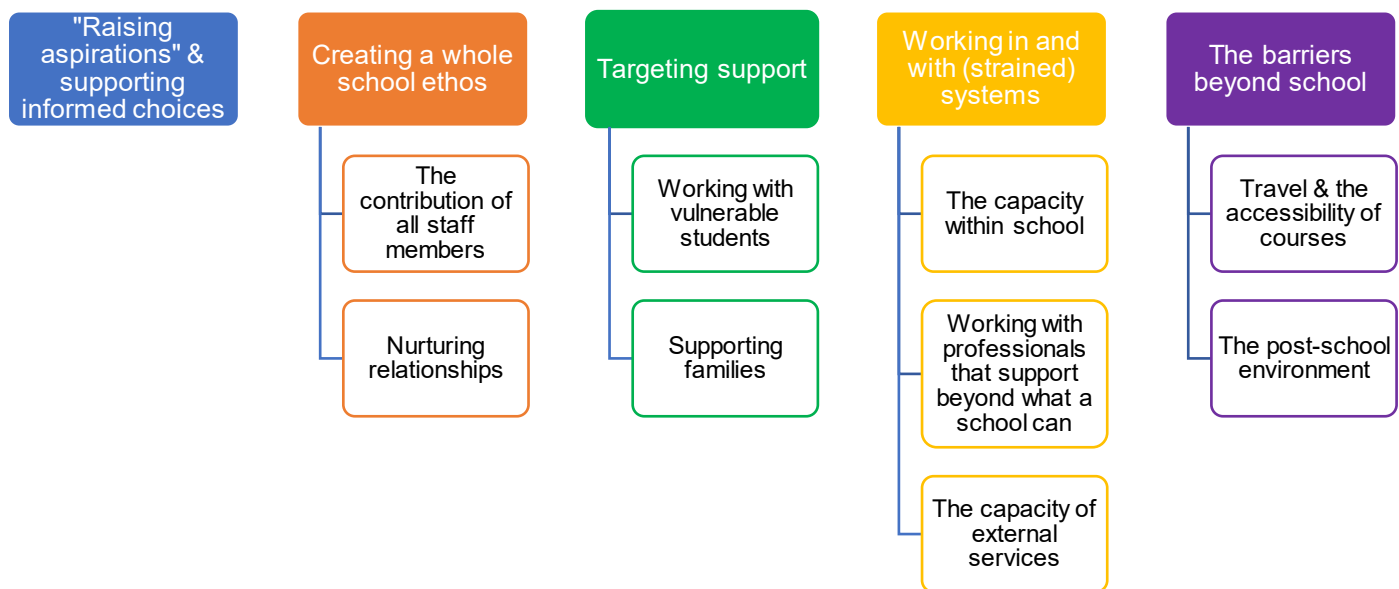 "Raising
aspirations" &
supporting
informed choices
Creating a whole
school ethos
The
contribution of
all staff
members
Nurturing
relationships
Targeting support
Working with
vulnerable
students
Supporting
families
Working in and
with (strained)
systems
The capacity
within school
Working with
professionals
that support
beyond what a
school can
The capacity of
external
services
The barriers
beyond school
Travel & the
accessibility of
courses
The post-school
environment